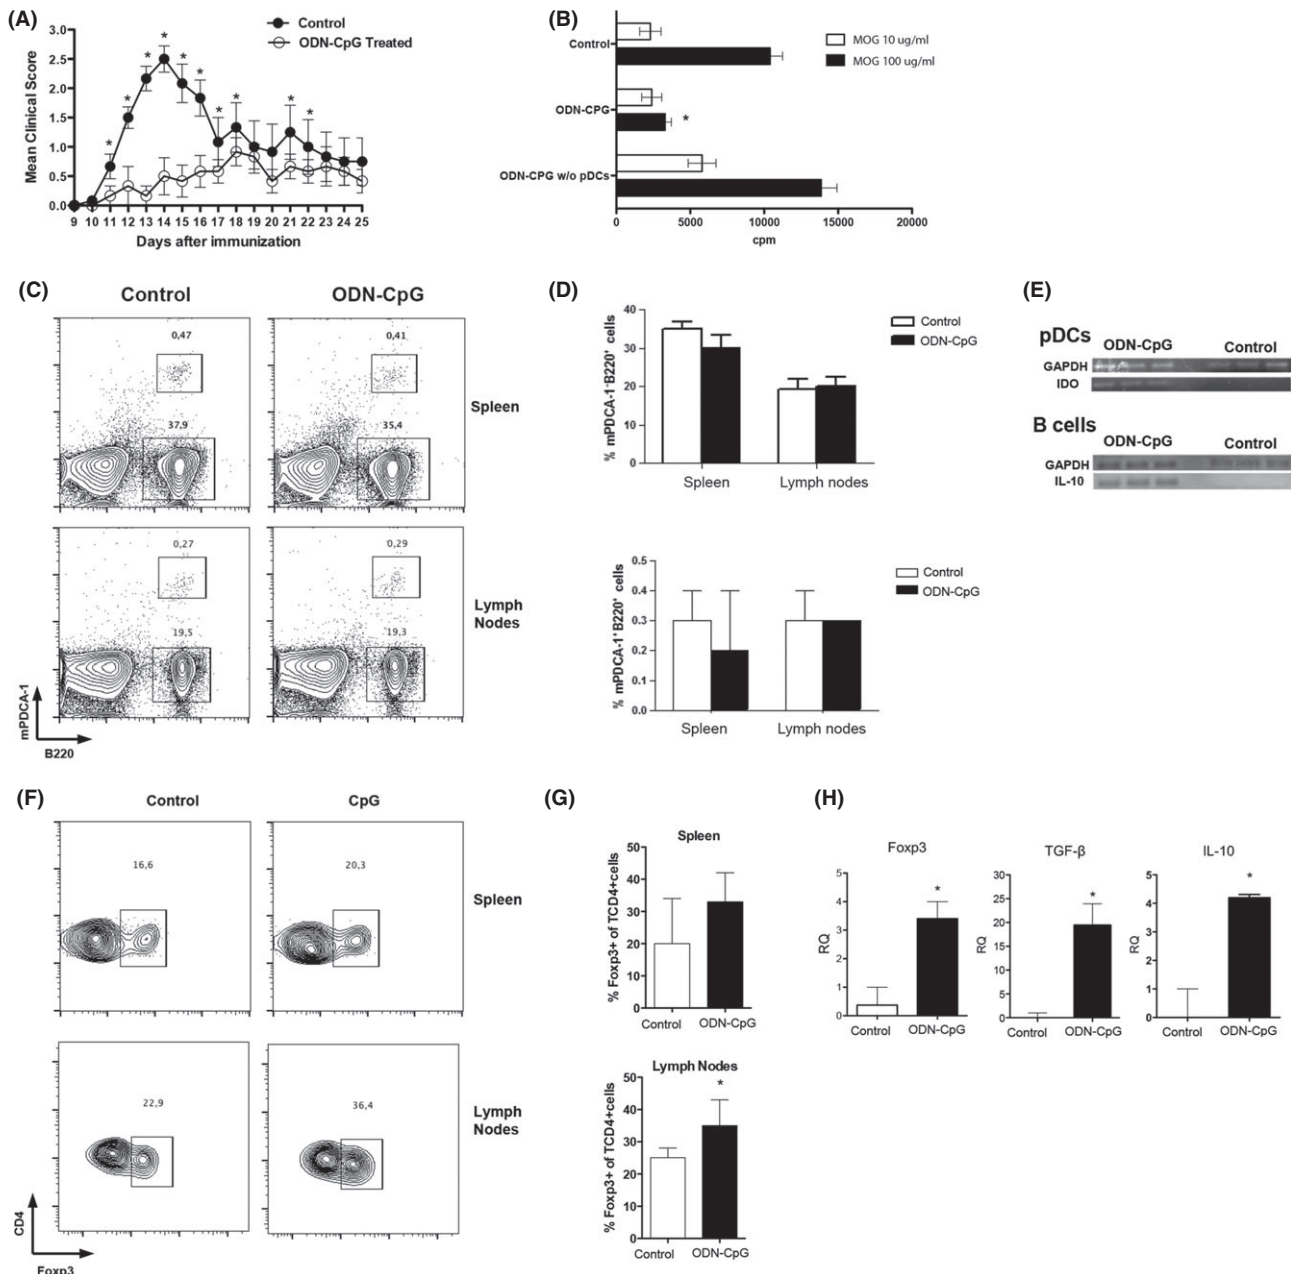 (A)
Control
ODN-CpG Treated
Mean Clinical Score
3.0
2.5
2.0
1.5
1.0
0.5
0.0
* * * * * * * * * *
9 10 11 12 13 14 15 16 17 18 19 20 21 22 23 24 25
Days after immunization
(B)
Control
ODN-CPG
ODN-CPG w/o pDCs
*
MOG 10 ug/ml
MOG 100 ug/ml
0 5000 10000 15000 20000
cpm
(C)
Control ODN-CpG
0,47 0,41
37,9 35,4
Spleen
0,27 0,29
19,5 19,3
Lymph
Nodes
mPDCA-1
B220
(D)
% mPDCA-1-B220+ cells
40
30
20
10
0
Control
ODN-CpG
Spleen Lymph nodes
% mPDCA-1+B220+ cells
0.5
0.4
0.3
0.2
0.1
0.0
Control
ODN-CpG
Spleen Lymph nodes
(E)
pDCs
ODN-CpG Control
GAPDH
IDO
B cells
ODN-CpG Control
GAPDH
IL-10
(F)
Control CpG
16,6 20,3
Spleen
22,9 36,4
Lymph
Nodes
CD4
Foxp3
(G)
Spleen
% Foxp3+ of TCD4+cells
50
40
30
20
10
0
Control ODN-CpG
Lymph Nodes
% Foxp3+ of TCD4+cells
50
40
30
20
10
0
*
Control ODN-CpG
(H)
Foxp3
RQ
5
4
3
2
1
0
*
Control ODN-CpG
TGF-β
RQ
30
25
20
15
10
5
0
*
Control ODN-CpG
IL-10
RQ
5
4
3
2
1
0
*
Control ODN-CpG